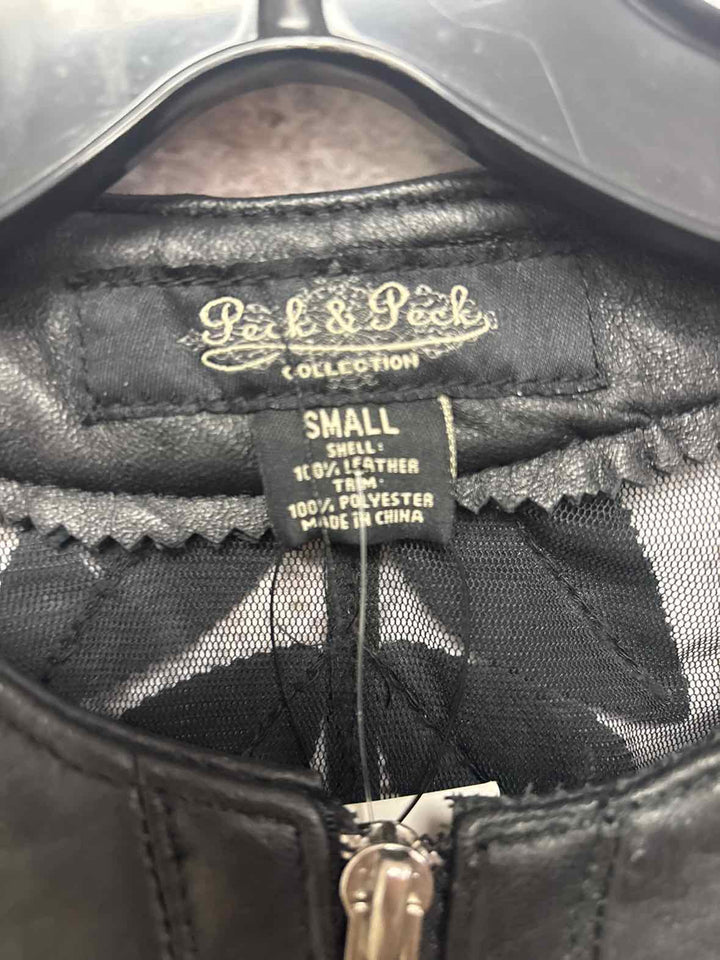 Peck & Peck
COLLECTION
SMALL
SHELL:
100% LEATHER
TRIM:
100% POLYESTER
MADE IN CHINA